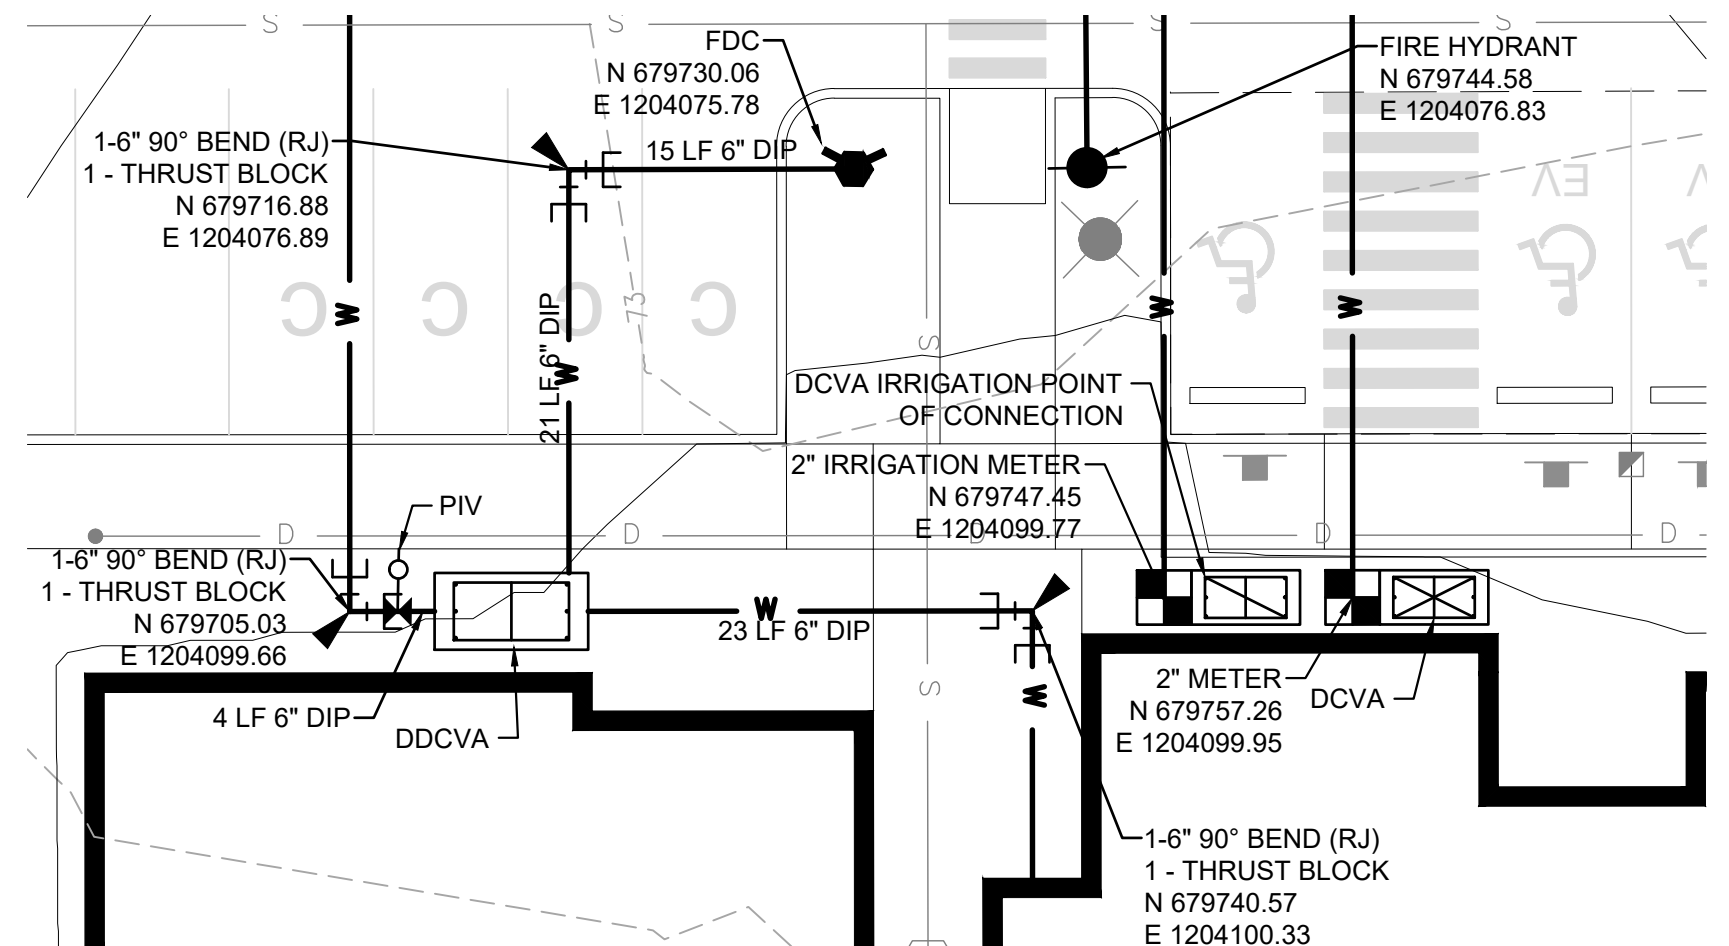 S
S
S
S
FDC
N 679730.06
E 1204075.78
FIRE HYDRANT
N 679744.58
E 1204076.83
1-6" 90° BEND (RJ)
1 - THRUST BLOCK
N 679716.88
E 1204076.89
15 LF 6" DIP
EV
C
C
C
C
73
W
W
W
W
21 LF 6" DIP
S
DCVA IRRIGATION POINT
OF CONNECTION
2" IRRIGATION METER
N 679747.45
E 1204099.77
PIV
D
D
D
D
D
1-6" 90° BEND (RJ)
1 - THRUST BLOCK
N 679705.03
E 1204099.66
W
23 LF 6" DIP
4 LF 6" DIP
DDCVA
S
W
2" METER
N 679757.26
E 1204099.95
DCVA
1-6" 90° BEND (RJ)
1 - THRUST BLOCK
N 679740.57
E 1204100.33